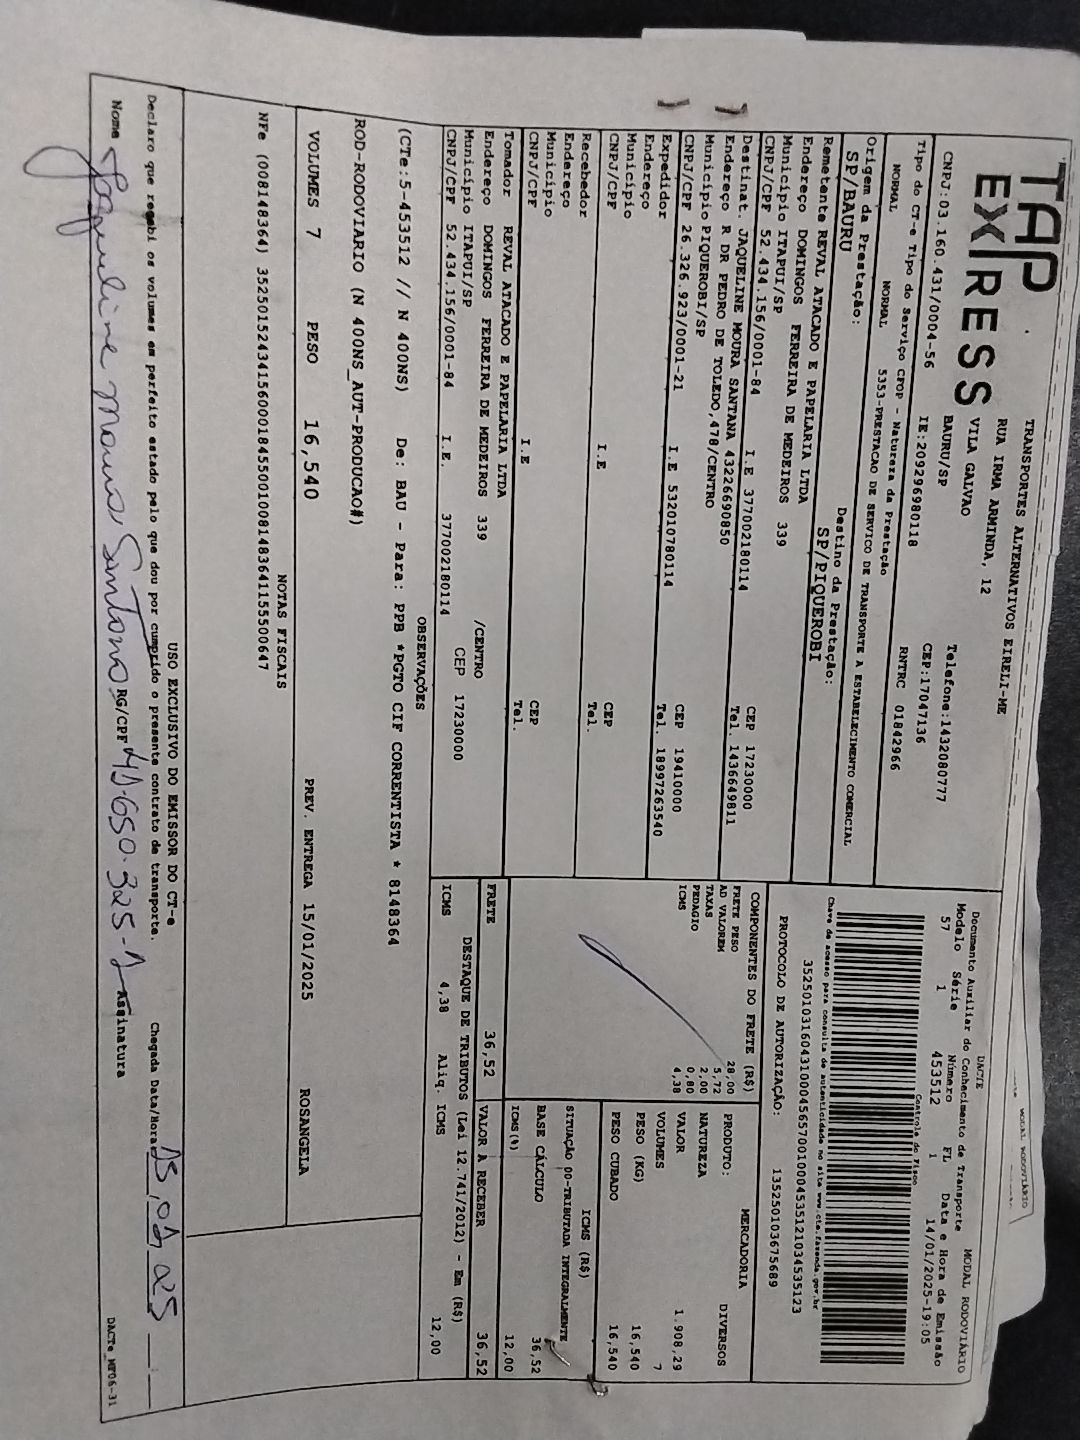 TAP
EXPRESS
TRANSPORTES ALTERNATIVOS EIRELI-ME
RUA IRMA ARMINDA, 12
VILA GALVAO
BAURU/SP
Telefone:1432080777
CNPJ:03.160.431/0004-56 IE:209296980118 CEP:17047136
Tipo do CT-e Tipo do Serviço CFOP - Natureza da Prestação RNTRC 01842966
NORMAL NORMAL 5353-PRESTACAO DE SERVICO DE TRANSPORTE A ESTABELECIMENTO COMERCIAL
Origem da Prestação: Destino da Prestação:
SP/BAURU SP/PIQUEROBI
DACTE MODAL RODOVIÁRIO
Documento Auxiliar do Conhecimento de Transporte
Modelo Série Número FL Data e Hora de Emissão
57 1 453512 1 14/01/2025-19:05
Controle do Fisco
Chave de acesso para consulta de autenticidade no site www.cte.fazenda.gov.br
PROTOCOLO DE AUTORIZAÇÃO: 135250103675689
Remetente REVAL ATACADO E PAPELARIA LTDA
Endereço DOMINGOS FERREIRA DE MEDEIROS 339
Município ITAPUI/SP CEP 17230000
CNPJ/CPF 52.434.156/0001-84 I.E 377002180114 Tel. 1436649811
Destinat. JAQUELINE MOURA SANTANA 43226690850
Endereço R DR PEDRO DE TOLEDO,478/CENTRO
Município PIQUEROBI/SP CEP 19410000
CNPJ/CPF 26.326.923/0001-21 I.E 532010780114 Tel. 18997263540
Expedidor
Endereço
Município CEP
CNPJ/CPF I.E Tel.
Recebedor
Endereço
Município CEP
CNPJ/CPF I.E Tel.
Tomador REVAL ATACADO E PAPELARIA LTDA
Endereço DOMINGOS FERREIRA DE MEDEIROS 339 /CENTRO
Município ITAPUI/SP CEP 17230000
CNPJ/CPF 52.434.156/0001-84 I.E. 377002180114
COMPONENTES DO FRETE (R$)
FRETE PESO 28,00
AD VALOREM 5,72
TAXAS 2,00
PEDAGIO 0,80
ICMS 4,38
FRETE 36,52
MERCADORIA
PRODUTO: DIVERSOS
NATUREZA
VALOR 1.908,29
VOLUMES 7
PESO (KG) 16,540
PESO CUBADO 16,540
ICMS (R$)
SITUAÇÃO 00-TRIBUTADA INTEGRALMENTE
BASE CÁLCULO 36,52
ICMS(%) 12,00
VALOR A RECEBER 36,52
DESTAQUE DE TRIBUTOS (Lei 12.741/2012) - Em (R$)
ICMS 4,38 Aliq. ICMS 12,00
OBSERVAÇÕES
(CTe:5-453512 // N 400NS) De: BAU - Para: PPB *PGTO CIF CORRENTISTA * 8148364
ROD-RODOVIARIO (N 400NS_AUT-PRODUCAO#)
VOLUMES 7 PESO 16,540 PREV. ENTREGA 15/01/2025 ROSANGELA
NOTAS FISCAIS
NFe (008148364) 35250152434156000184550010081483641155500647
USO EXCLUSIVO DO EMISSOR DO CT-e
Declaro que recebi os volumes em perfeito estado pelo que dou por cumprido o presente contrato de transporte. Chegada Data/Hora 15,01,25
Nome Jaqueline Moura Santana RG/CPF Assinatura
DACTe_MP06-31